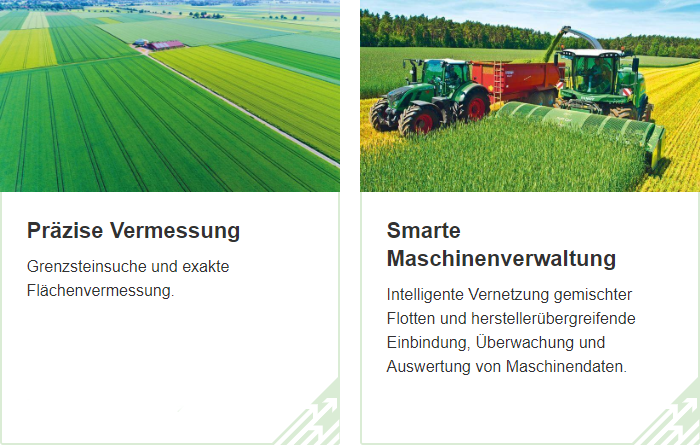 Präzise Vermessung
Grenzsteinsuche und exakte
Flächenvermessung.
Smarte
Maschinenverwaltung
Intelligente Vernetzung gemischter
Flotten und herstellerübergreifende
Einbindung, Überwachung und
Auswertung von Maschinendaten.